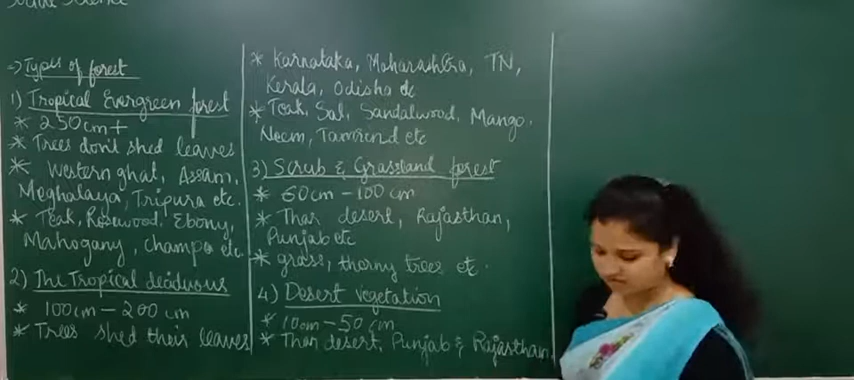 Social Science
=) Types of forest
1) Tropical Evergreen forest
* 250cm+
* Trees don't shed leaves
* Western ghat, Assam,
Meghalaya, Tripura etc.
* Teak, Rosewood, Ebony,
Mahogany, champa etc
2) The Tropical deciduous
* 100cm - 200 cm
* Trees shed their leaves
* Karnataka, Maharashtra, TN,
Kerala, Odisha etc
* Teak, Sal, Sandalwood, Mango,
Neem, Tamrind etc
3) Scrub & Grassland forest
* 60cm - 100 cm
* Thar desert, Rajasthan,
Punjab etc
* grass, thorny trees etc.
4) Desert vegetation
* 10cm - 50 cm
* Thar desert, Punjab & Rajasthan